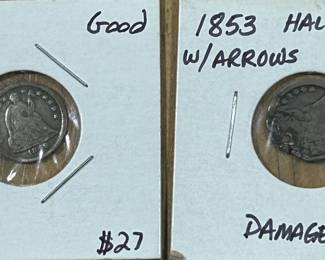 Good
$27
1853 HAL
W/ARROWS
DAMAGE